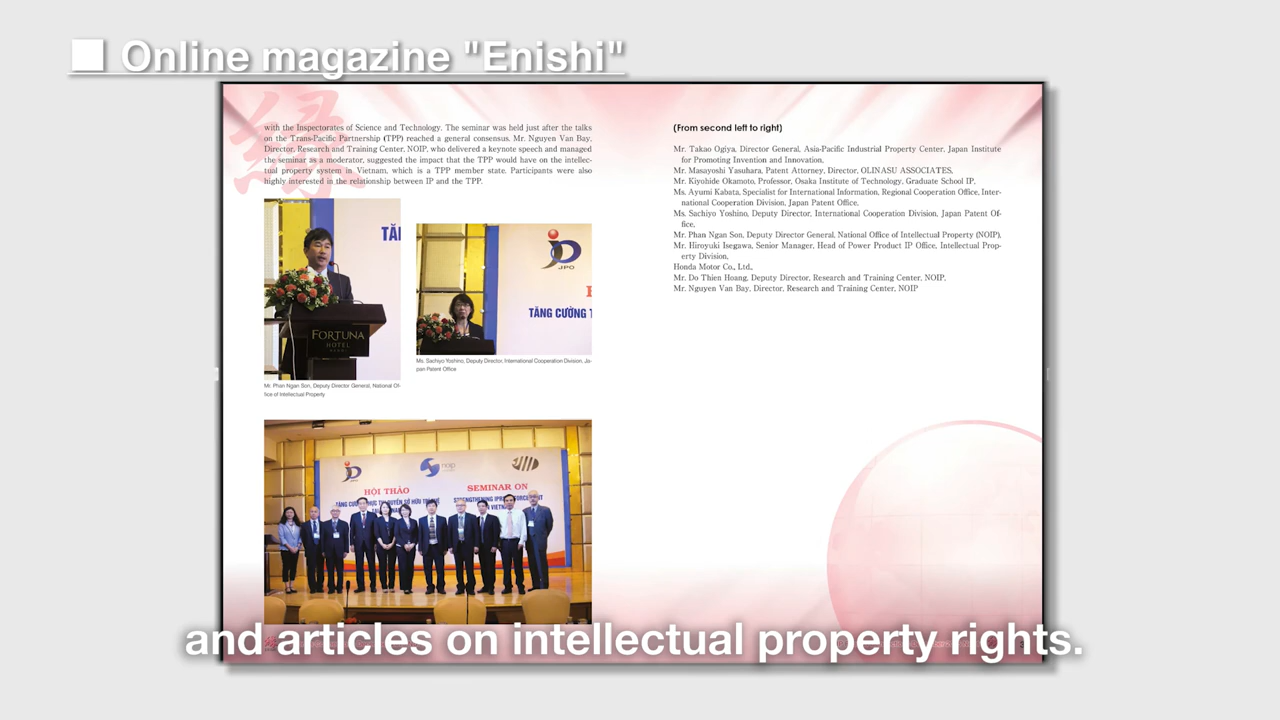 ■ Online magazine "Enishi"
with the Inspectorates of Science and Technology. The seminar was held just after the talks
on the Trans-Pacific Partnership (TPP) reached a general consensus. Mr. Nguyen Van Bay,
Director, Research and Training Center, NOIP, who delivered a keynote speech and managed
the seminar as a moderator, suggested the impact that the TPP would have on the intellec-
tual property system in Vietnam, which is a TPP member state. Participants were also
highly interested in the relationship between IP and the TPP.
縁
TĂ
FORTUNA
HOTEL
HANOI
Mr. Phan Ngan Son, Deputy Director General, National Of-
fice of Intellectual Property
JPO
TĂNG CƯỜNG T
Ms. Sachiyo Yoshino, Deputy Director, International Cooperation Division, Ja-
pan Patent Office
JPO
noip
HỘI THẢO
SEMINAR ON
(From second left to right)
Mr. Takao Ogiya, Director General, Asia-Pacific Industrial Property Center, Japan Institute
for Promoting Invention and Innovation,
Mr. Masayoshi Yasuhara, Patent Attorney, Director, OLINASU ASSOCIATES,
Mr. Kiyohide Okamoto, Professor, Osaka Institute of Technology, Graduate School IP,
Ms. Ayumi Kabata, Specialist for International Information, Regional Cooperation Office, Inter-
national Cooperation Division, Japan Patent Office,
Ms. Sachiyo Yoshino, Deputy Director, International Cooperation Division, Japan Patent Of-
fice,
Mr. Phan Ngan Son, Deputy Director General, National Office of Intellectual Property (NOIP),
Mr. Hiroyuki Isegawa, Senior Manager, Head of Power Product IP Office, Intellectual Prop-
erty Division,
Honda Motor Co., Ltd.,
Mr. Do Thien Hoang, Deputy Director, Research and Training Center, NOIP,
Mr. Nguyen Van Bay, Director, Research and Training Center, NOIP
and articles on intellectual property rights.